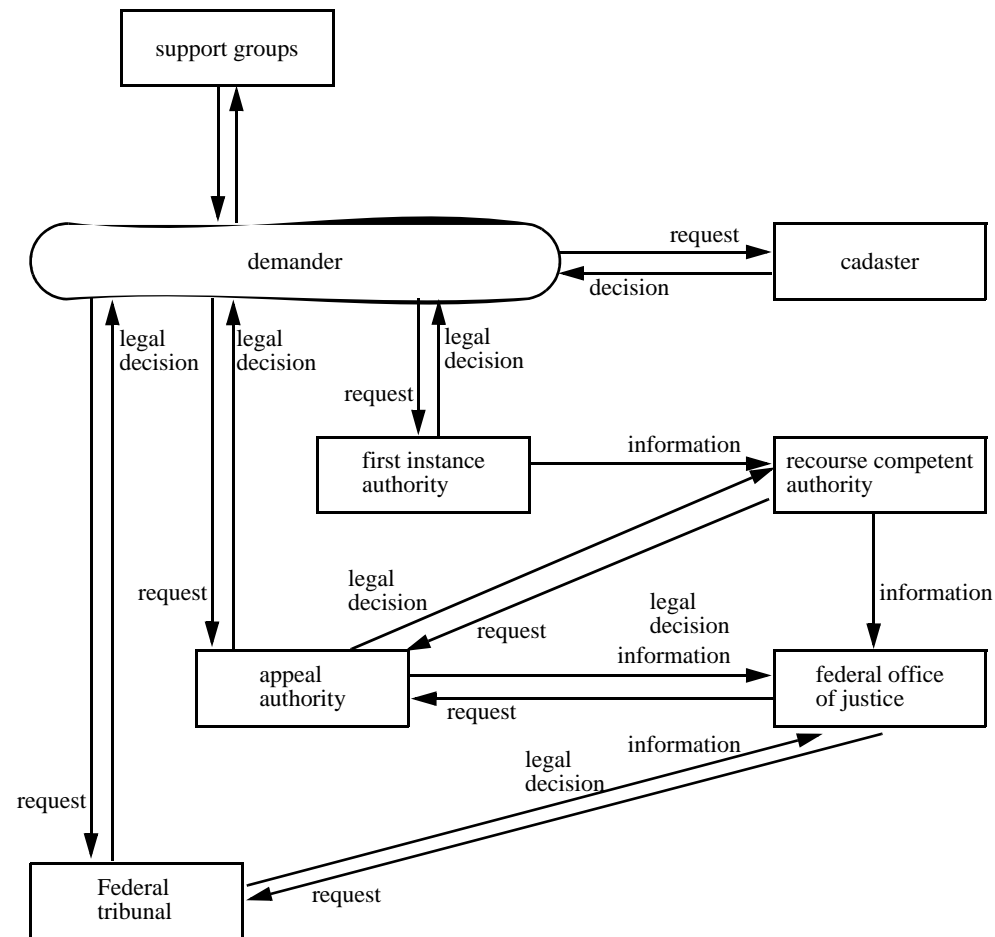 support groups
request
demander
cadaster
decision
legal
decision
legal
decision
legal
decision
request
information
first instance
authority
recourse competent
authority
legal
decision
request
information
legal
decision
request
information
appeal
authority
federal office
of justice
request
information
legal
decision
request
Federal
tribunal
request